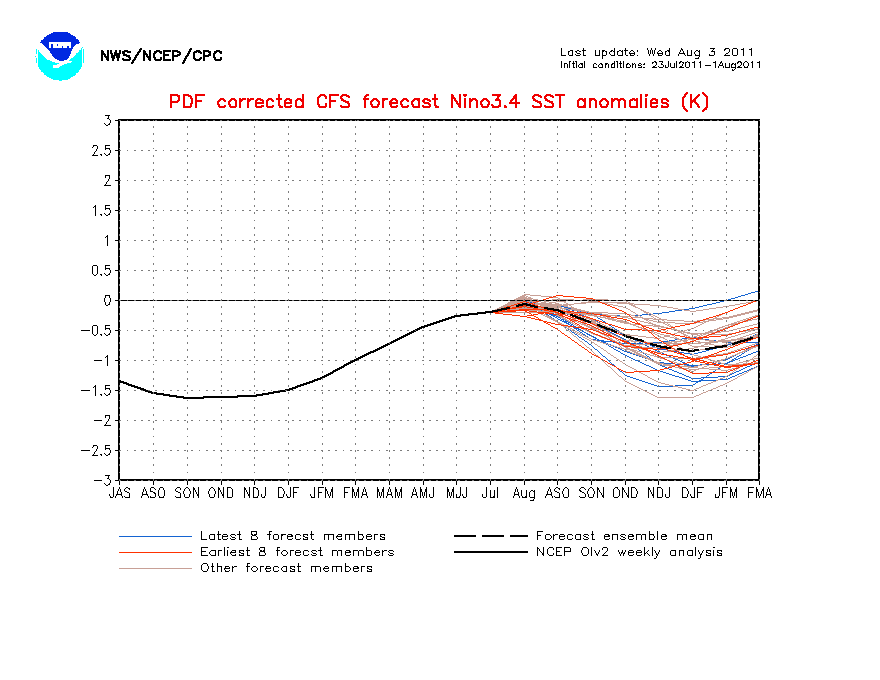 NOAA
NWS/NCEP/CPC
Last update: Wed Aug 3 2011
Initial conditions: 23Jul2011-1Aug2011
PDF corrected CFS forecast Nino3.4 SST anomalies (K)
3
2.5
2
1.5
1
0.5
0
-0.5
-1
-1.5
-2
-2.5
-3
JAS ASO SON OND NDJ DJF JFM FMA MAM AMJ MJJ Jul Aug ASO SON OND NDJ DJF JFM FMA
Latest 8 forecst members
Earliest 8 forecst members
Other forecast members
Forecast ensemble mean
NCEP OIv2 weekly analysis